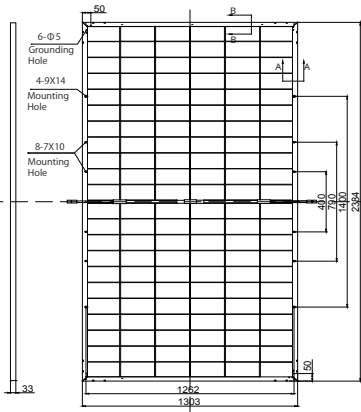 50
B
B
6-Φ5
Grounding
Hole
A
A
4-9X14
Mounting
Hole
8-7X10
Mounting
Hole
400
790
1400
2384
50
33
1262
1303